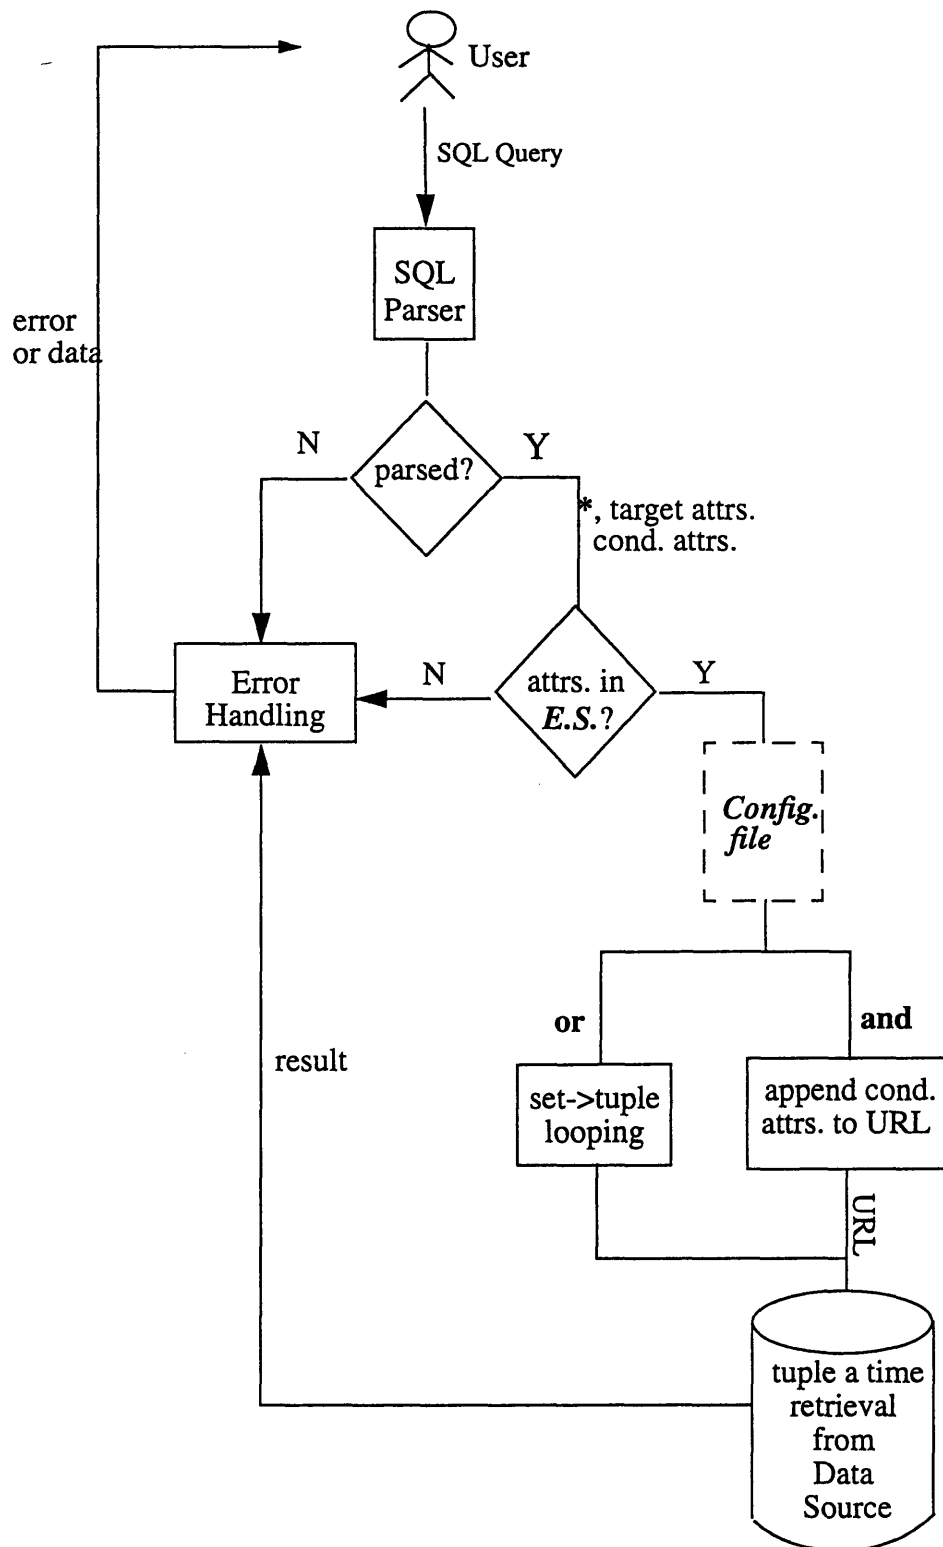 User
SQL Query
SQL
Parser
error
or data
N
Y
parsed?
*, target attrs.
cond. attrs.
Error
Handling
N
attrs. in
E.S.?
Y
Config.
file
or
and
result
set->tuple
looping
append cond.
attrs. to URL
URL
tuple a time
retrieval
from
Data
Source